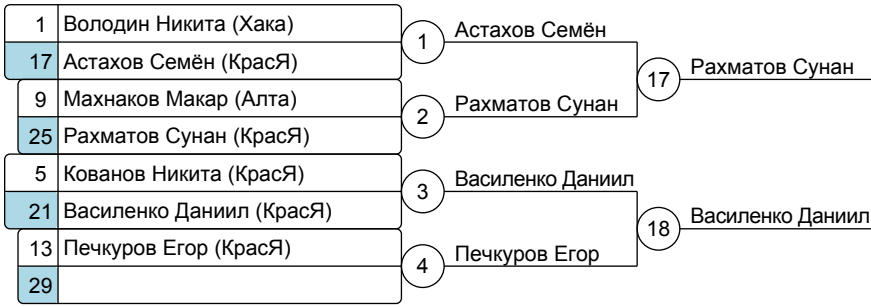 1 Володин Никита (Хака)
17 Астахов Семён (КрасЯ)
1 Астахов Семён
9 Махнаков Макар (Алта)
25 Рахматов Сунан (КрасЯ)
2 Рахматов Сунан
17 Рахматов Сунан
5 Кованов Никита (КрасЯ)
21 Василенко Даниил (КрасЯ)
3 Василенко Даниил
13 Печкуров Егор (КрасЯ)
29
4 Печкуров Егор
18 Василенко Даниил